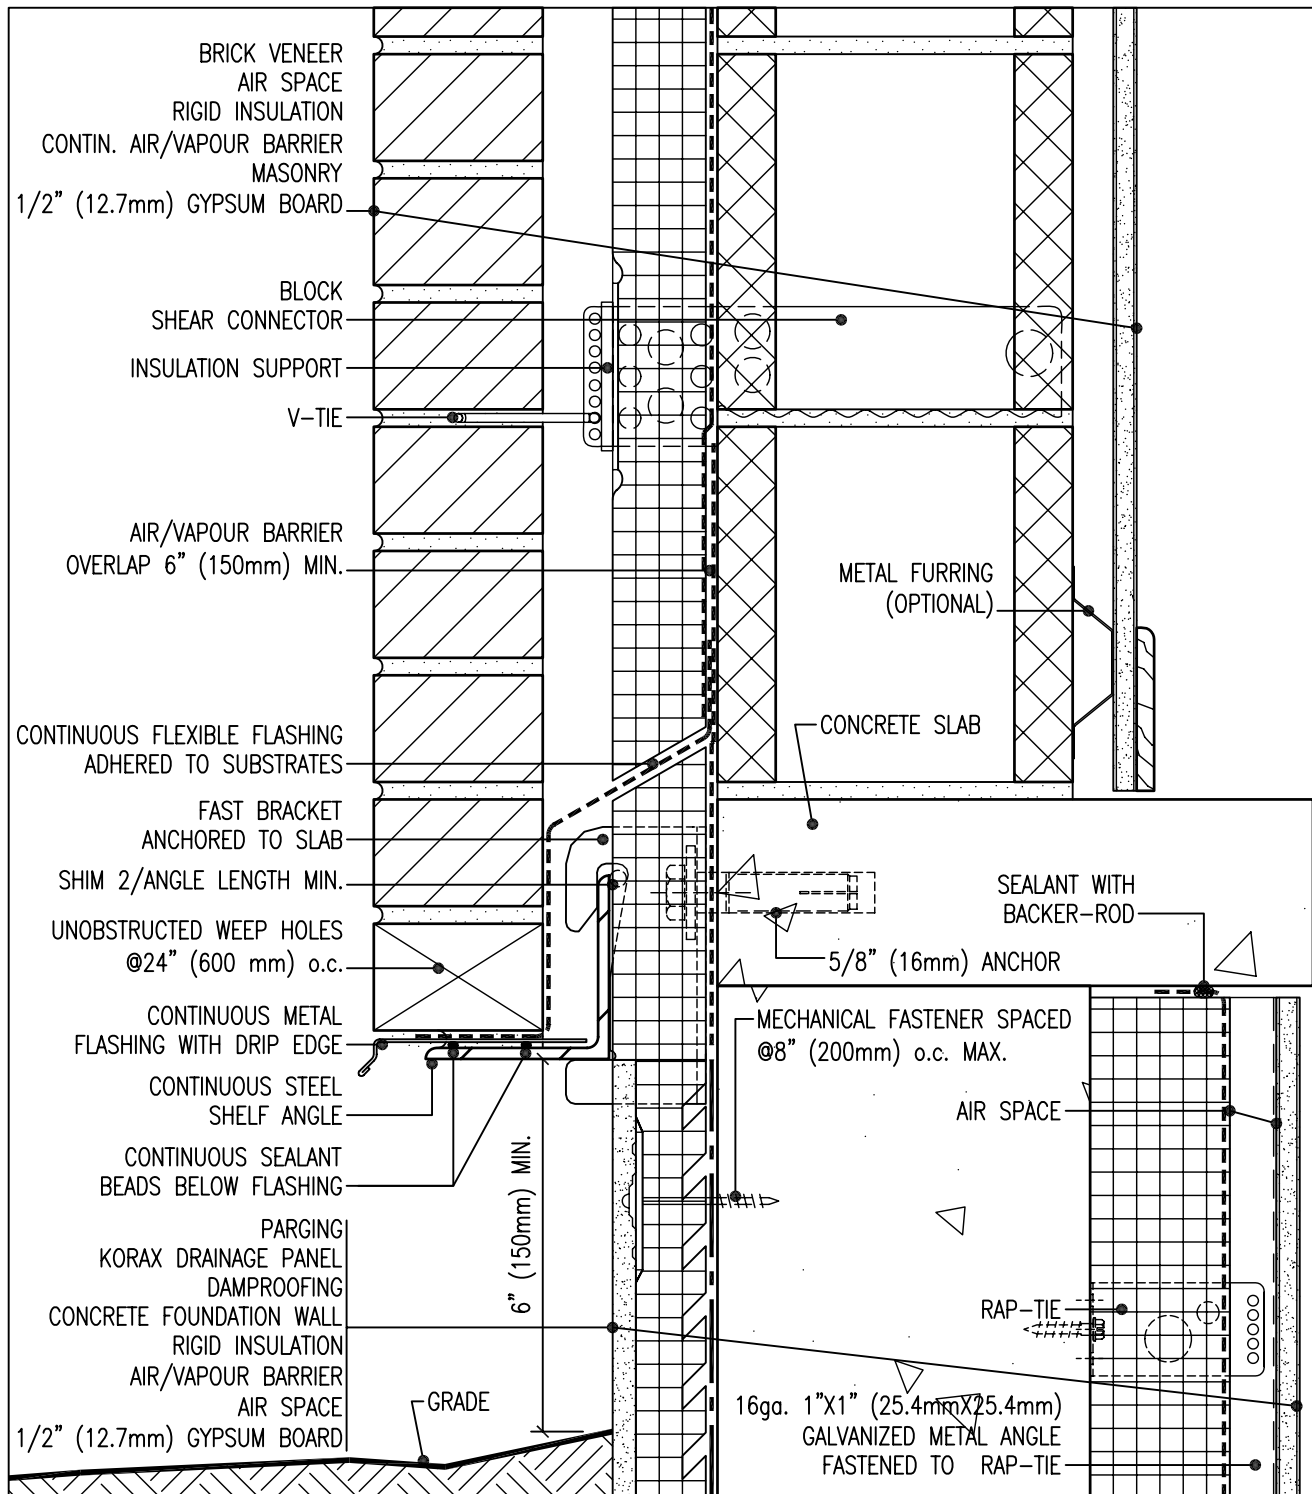 BRICK VENEER
AIR SPACE
RIGID INSULATION
CONTIN. AIR/VAPOUR BARRIER
MASONRY
1/2" (12.7mm) GYPSUM BOARD
BLOCK
SHEAR CONNECTOR
INSULATION SUPPORT
V-TIE
AIR/VAPOUR BARRIER
OVERLAP 6" (150mm) MIN.
METAL FURRING
(OPTIONAL)
CONTINUOUS FLEXIBLE FLASHING
ADHERED TO SUBSTRATES
CONCRETE SLAB
FAST BRACKET
ANCHORED TO SLAB
SHIM 2/ANGLE LENGTH MIN.
SEALANT WITH
BACKER-ROD
UNOBSTRUCTED WEEP HOLES
@24" (600 mm) o.c.
5/8" (16mm) ANCHOR
CONTINUOUS METAL
FLASHING WITH DRIP EDGE
MECHANICAL FASTENER SPACED
@8" (200mm) o.c. MAX.
CONTINUOUS STEEL
SHELF ANGLE
AIR SPACE
CONTINUOUS SEALANT
BEADS BELOW FLASHING
6" (150mm) MIN.
PARGING
KORAX DRAINAGE PANEL
DAMPROOFING
CONCRETE FOUNDATION WALL
RIGID INSULATION
AIR/VAPOUR BARRIER
AIR SPACE
1/2" (12.7mm) GYPSUM BOARD
GRADE
RAP-TIE
16ga. 1"X1" (25.4mmX25.4mm)
GALVANIZED METAL ANGLE
FASTENED TO RAP-TIE